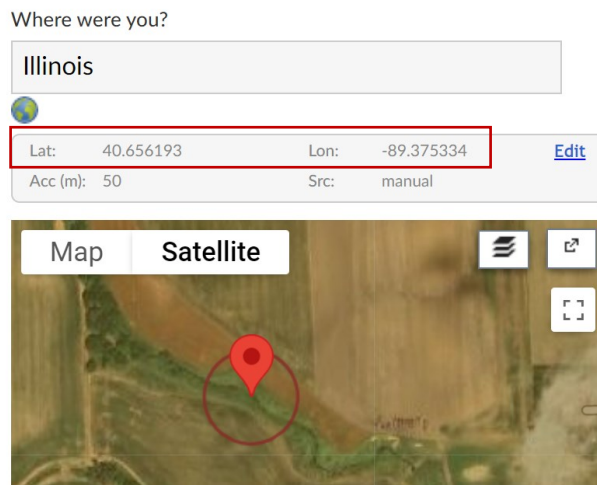 Where were you?
Illinois
Lat: 40.656193 Lon: -89.375334 Edit
Acc (m): 50 Src: manual
Map Satellite